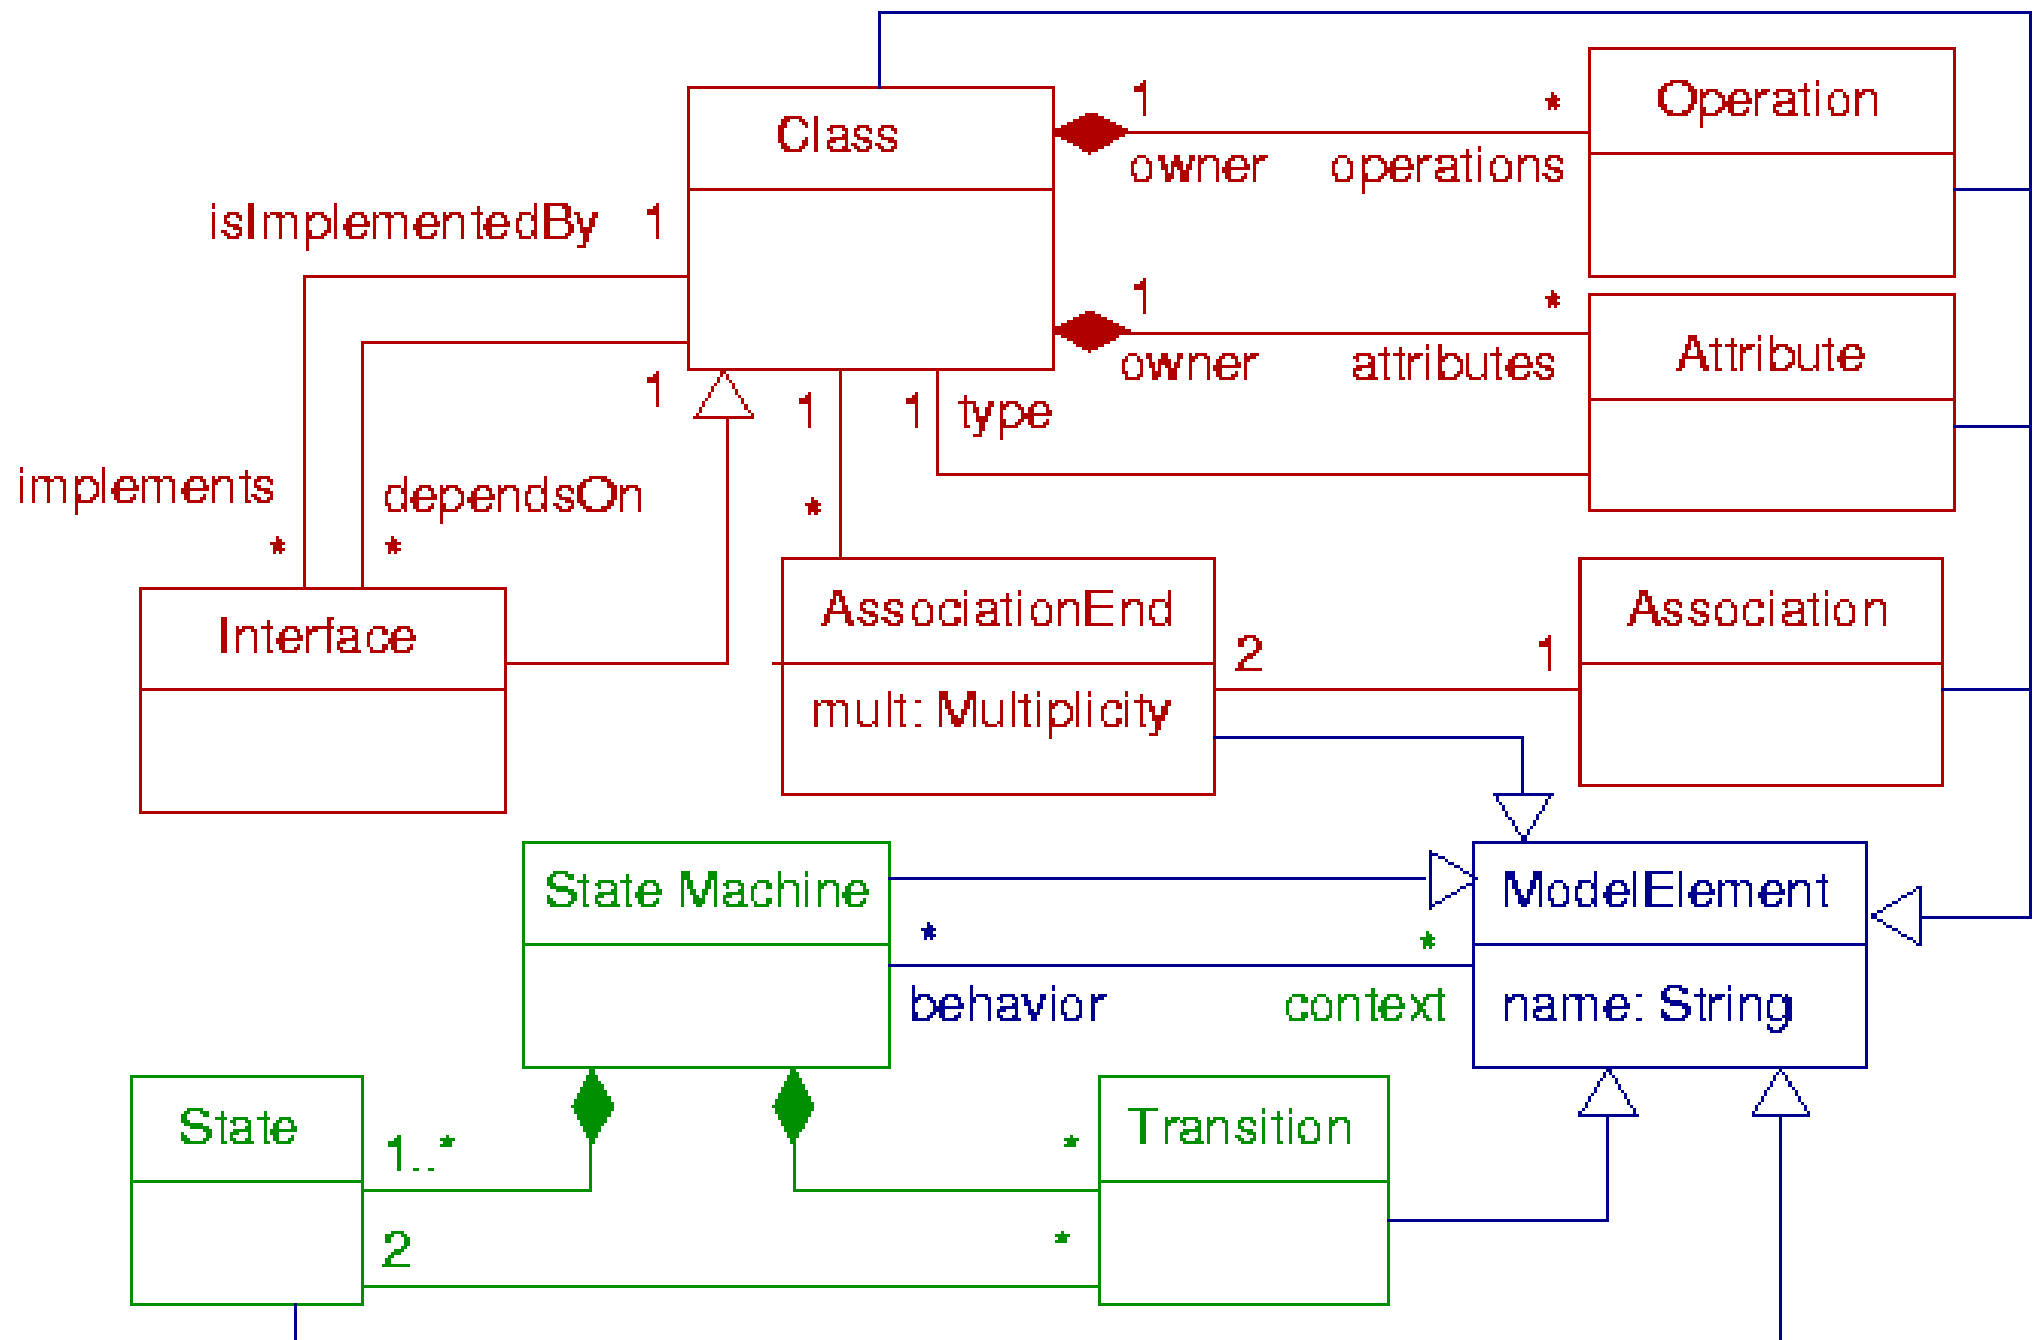 1
*
Operation
Class
owner
operations
isImplementedBy
1
1
*
owner
attributes
Attribute
1
1
1
type
implements
dependsOn
*
*
*
Interface
AssociationEnd
Association
2
1
mult: Multiplicity
State Machine
ModelElement
*
*
behavior
context
name: String
State
1..*
*
Transition
2
*